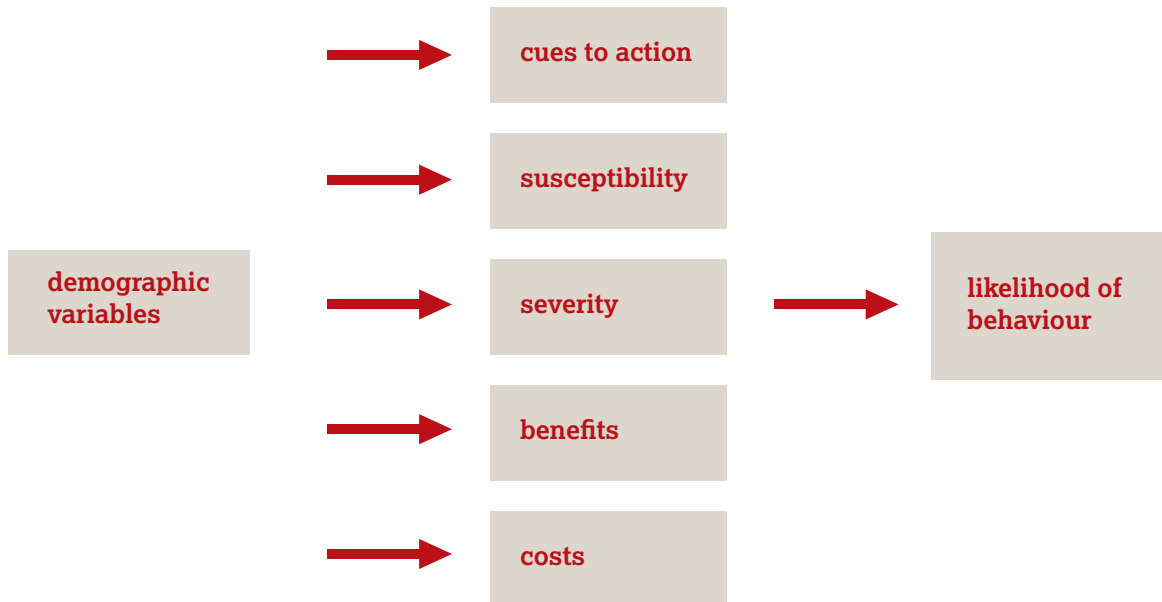 cues to action
susceptibility
demographic
variables
severity
likelihood of
behaviour
benefits
costs